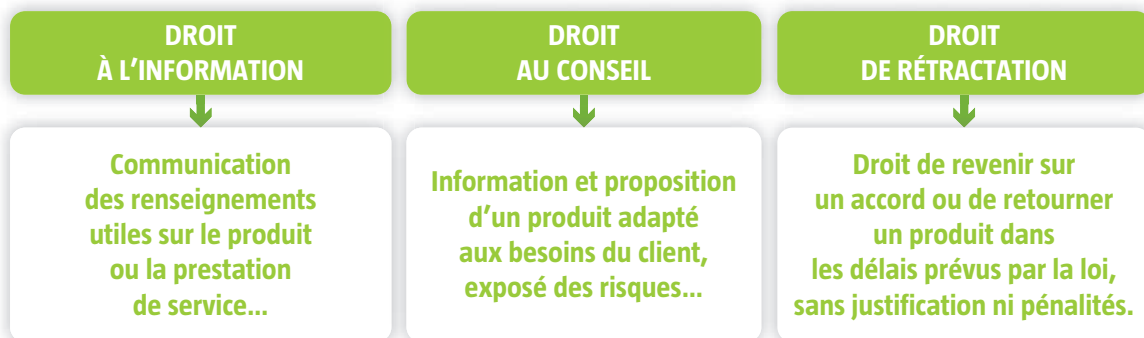 DROIT
À L'INFORMATION
Communication
des renseignements
utiles sur le produit
ou la prestation
de service...
DROIT
AU CONSEIL
Information et proposition
d'un produit adapté
aux besoins du client,
exposé des risques...
DROIT
DE RÉTRACTATION
Droit de revenir sur
un accord ou de retourner
un produit dans
les délais prévus par la loi,
sans justification ni pénalités.